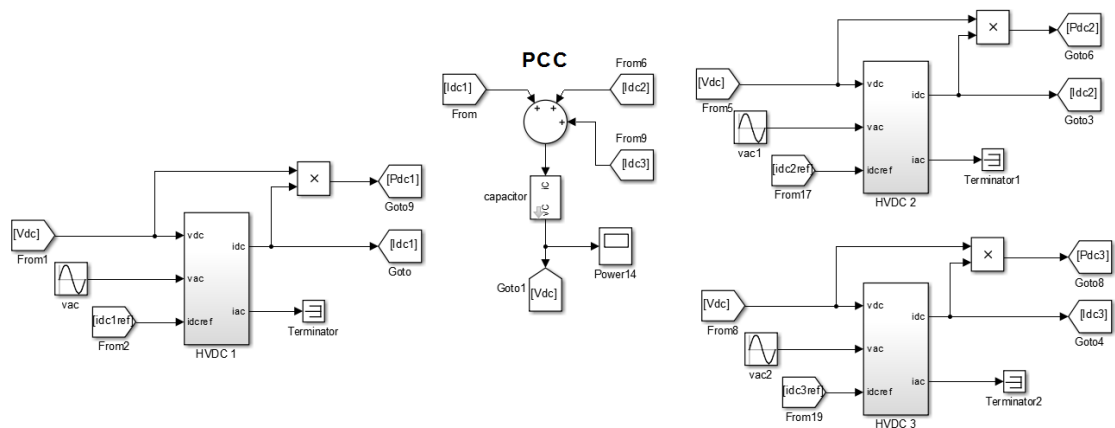 [Vdc]
From1
vac
[idc1ref]
From2
vdc
vac
idcref
idc
iac
HVDC 1
×
[Pdc1]
Goto9
[Idc1]
Goto
Terminator
PCC
[Idc1]
From
From6
[Idc2]
From9
[Idc3]
+
+
+
capacitor
IC
VC
Goto1
[Vdc]
Power14
[Vdc]
From5
vac1
[idc2ref]
From17
vdc
vac
idcref
idc
iac
HVDC 2
×
[Pdc2]
Goto6
[Idc2]
Goto3
Terminator1
[Vdc]
From8
vac2
[idc3ref]
From19
vdc
vac
idcref
idc
iac
HVDC 3
×
[Pdc3]
Goto8
[Idc3]
Goto4
Terminator2